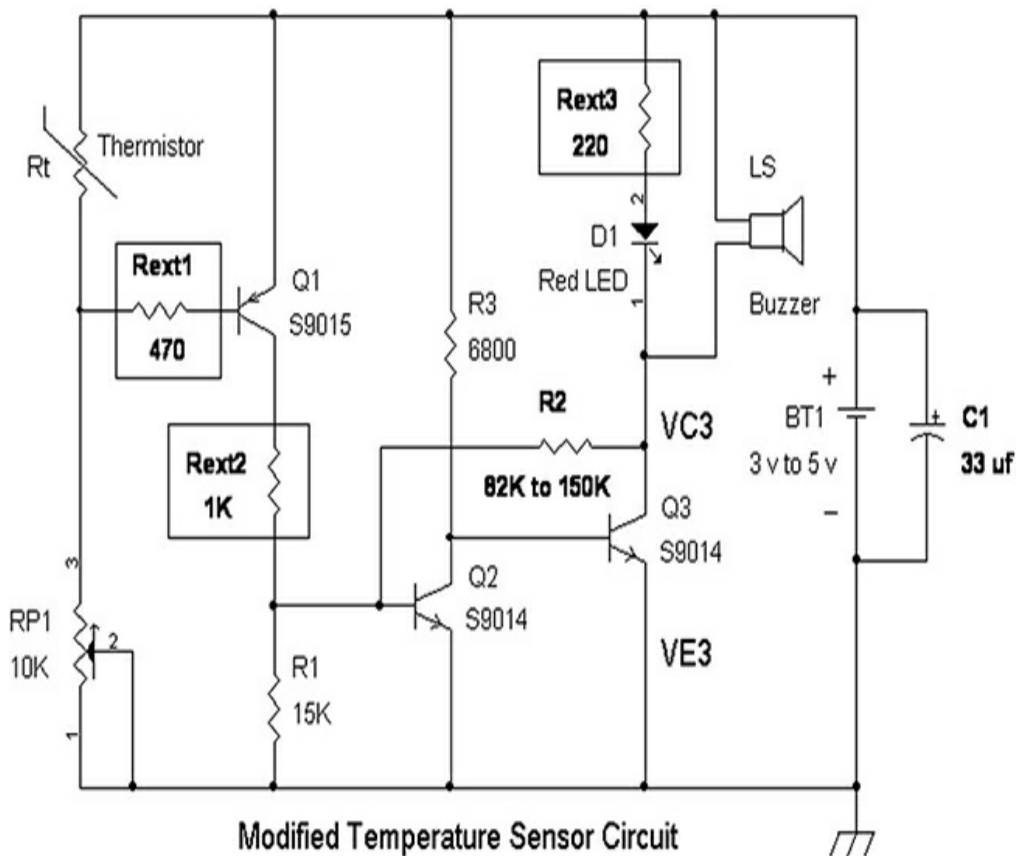 Rext3
220
Thermistor
Rt
LS
2
D1
Red LED
1
Buzzer
Rext1
470
Q1
S9015
R3
6800
R2
82K to 150K
VC3
+
BT1
3 v to 5 v
-
+
C1
33 uf
Rext2
1K
Q3
S9014
3
RP1
10K
2
1
Q2
S9014
VE3
R1
15K
Modified Temperature Sensor Circuit